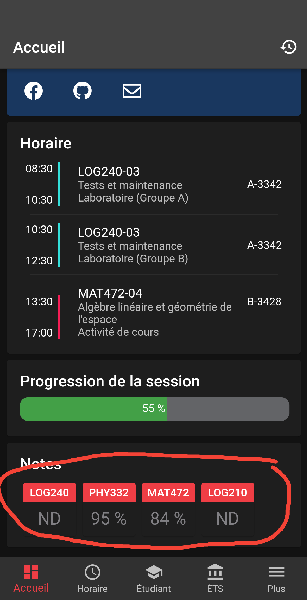 Accueil
Horaire
08:30
LOG240-03
Tests et maintenance
A-3342
10:30
Laboratoire (Groupe A)
10:30
LOG240-03
Tests et maintenance
A-3342
12:30
Laboratoire (Groupe B)
13:30
MAT472-04
B-3428
Algèbre linéaire et géométrie de
l'espace
17:00
Activité de cours
Progression de la session
55 %
Notes
LOG240 PHY332 MAT472 LOG210
ND 95 % 84 % ND
Accueil Horaire Étudiant ÉTS Plus